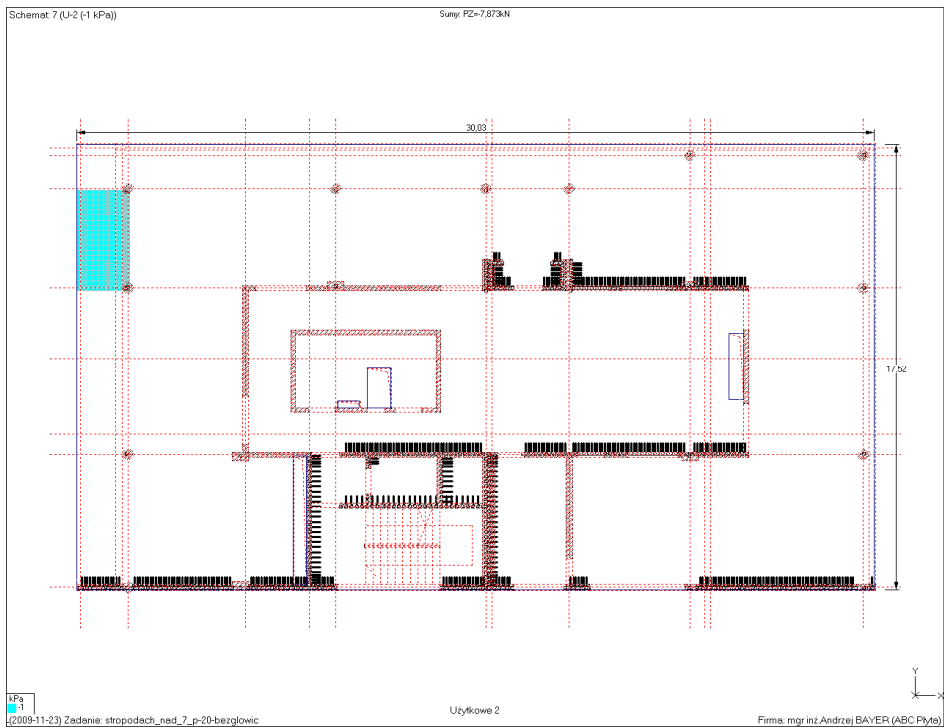 Schemat: 7 (U-2 (-1 kPa))
Sumy: PZ=-7,873kN
30,03
17,52
Y
X
kPa
-1
Użytkowe 2
(2009-11-23) Zadanie: stropodach_nad_7_p-20-bezglowic
Firma: mgr inż.Andrzej BAYER (ABC Płyta)